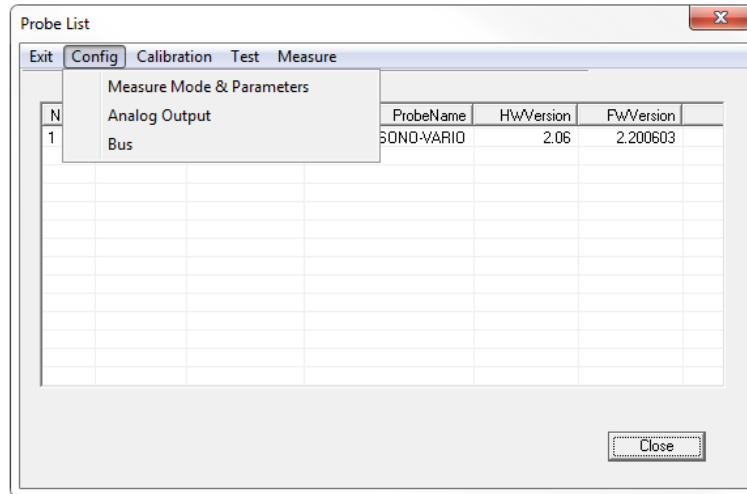 Probe List
Exit Config Calibration Test Measure
Measure Mode & Parameters
Analog Output
Bus
N ProbeName HWVersion FWVersion
1 SONO-VARIO 2.06 2.200603
Close